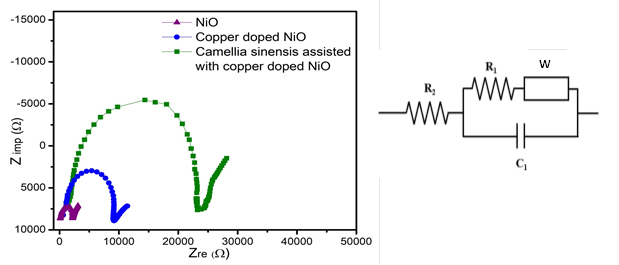 -15000
-10000
-5000
0
5000
10000
Z imp (Ω)
NiO
Copper doped NiO
Camellia sinensis assisted
with copper doped NiO
0 10000 20000 30000 40000 50000
Zre (Ω)
R2
R1
W
C1